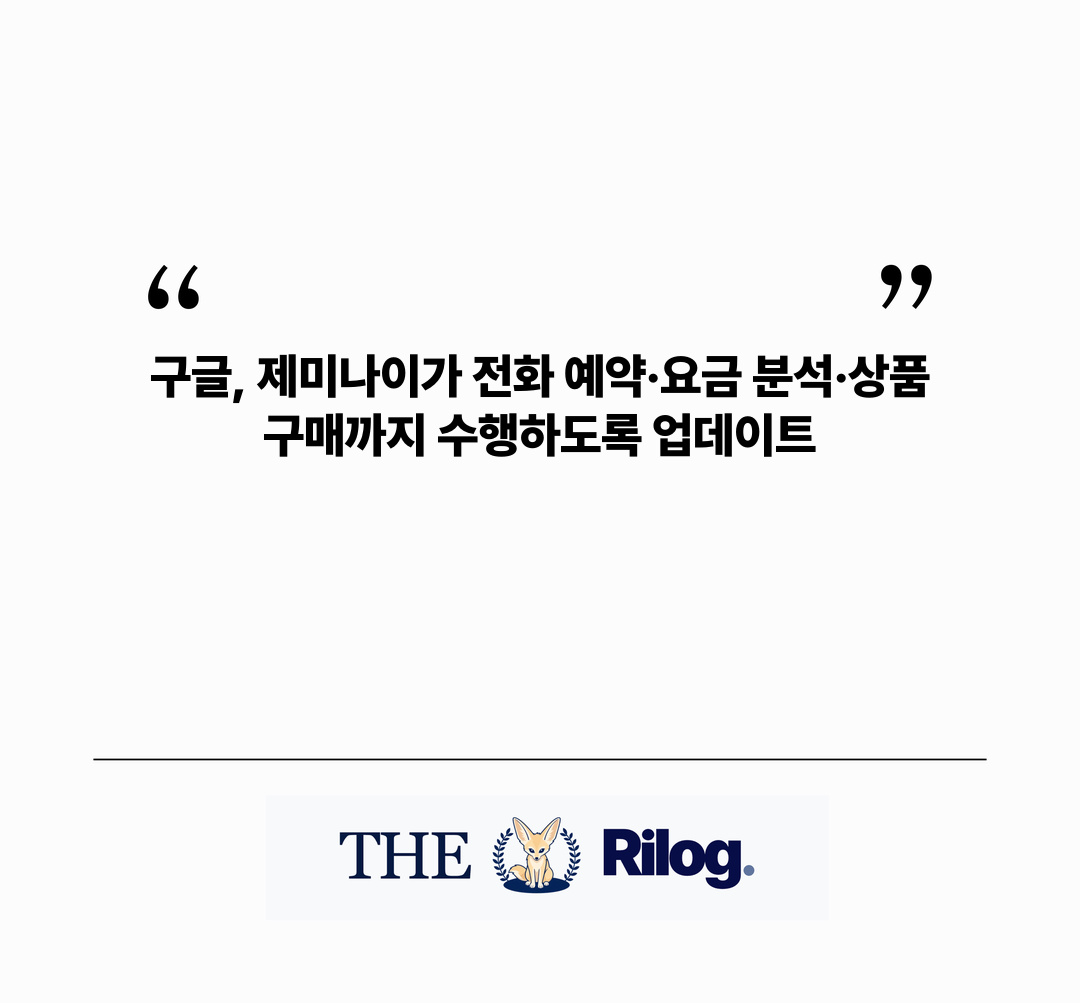 “ ”
구글, 제미나이가 전화 예약·요금 분석·상품
구매까지 수행하도록 업데이트
THE Rilog.